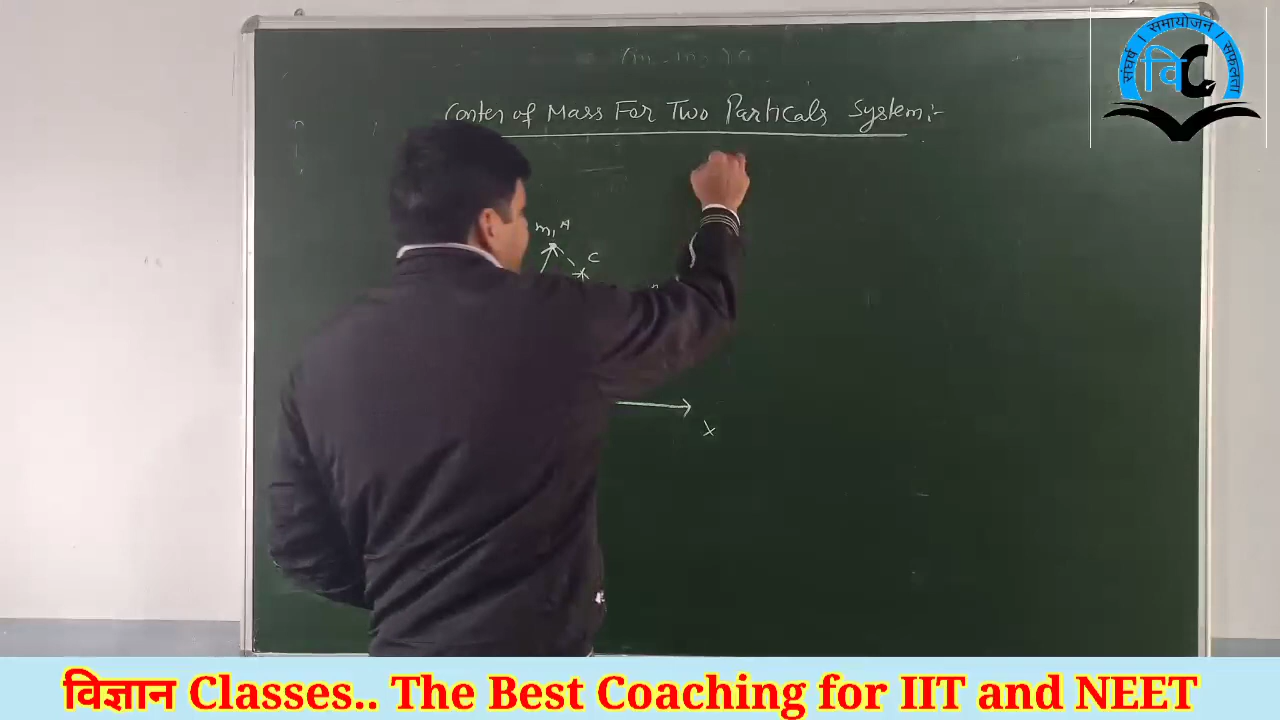 संघर्ष । समायोजन । सफलता
वि C
Center of Mass For Two Particals System:-
m₁ A
C
X
विज्ञान Classes.. The Best Coaching for IIT and NEET